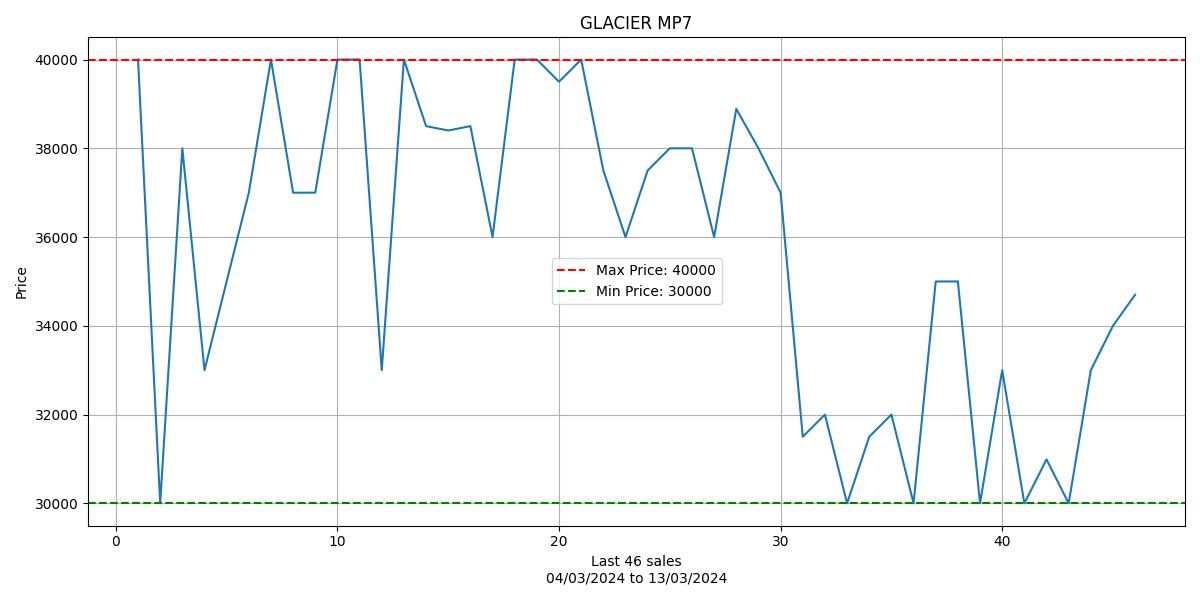 GLACIER MP7
Price
40000
38000
36000
34000
32000
30000
Max Price: 40000
Min Price: 30000
0 10 20 30 40
Last 46 sales
04/03/2024 to 13/03/2024